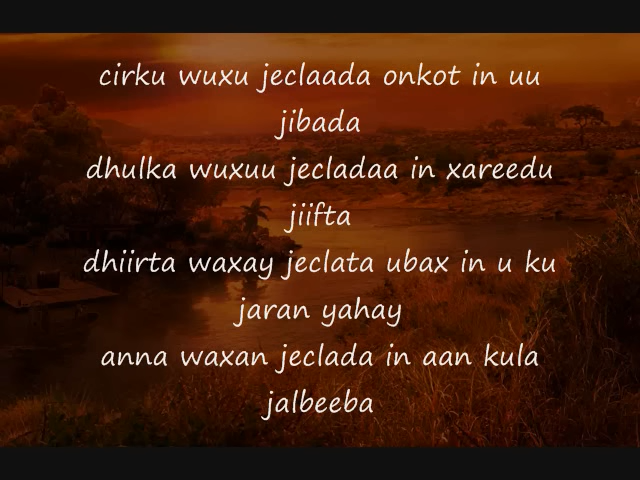 cirku wuxu jeclaada onkot in uu
jibada
dhulka wuxuu jecladaa in xareedu
jiifta
dhiirta waxay jeclata ubax in u ku
jaran yahay
anna waxan jeclada in aan kula
jalbeeba